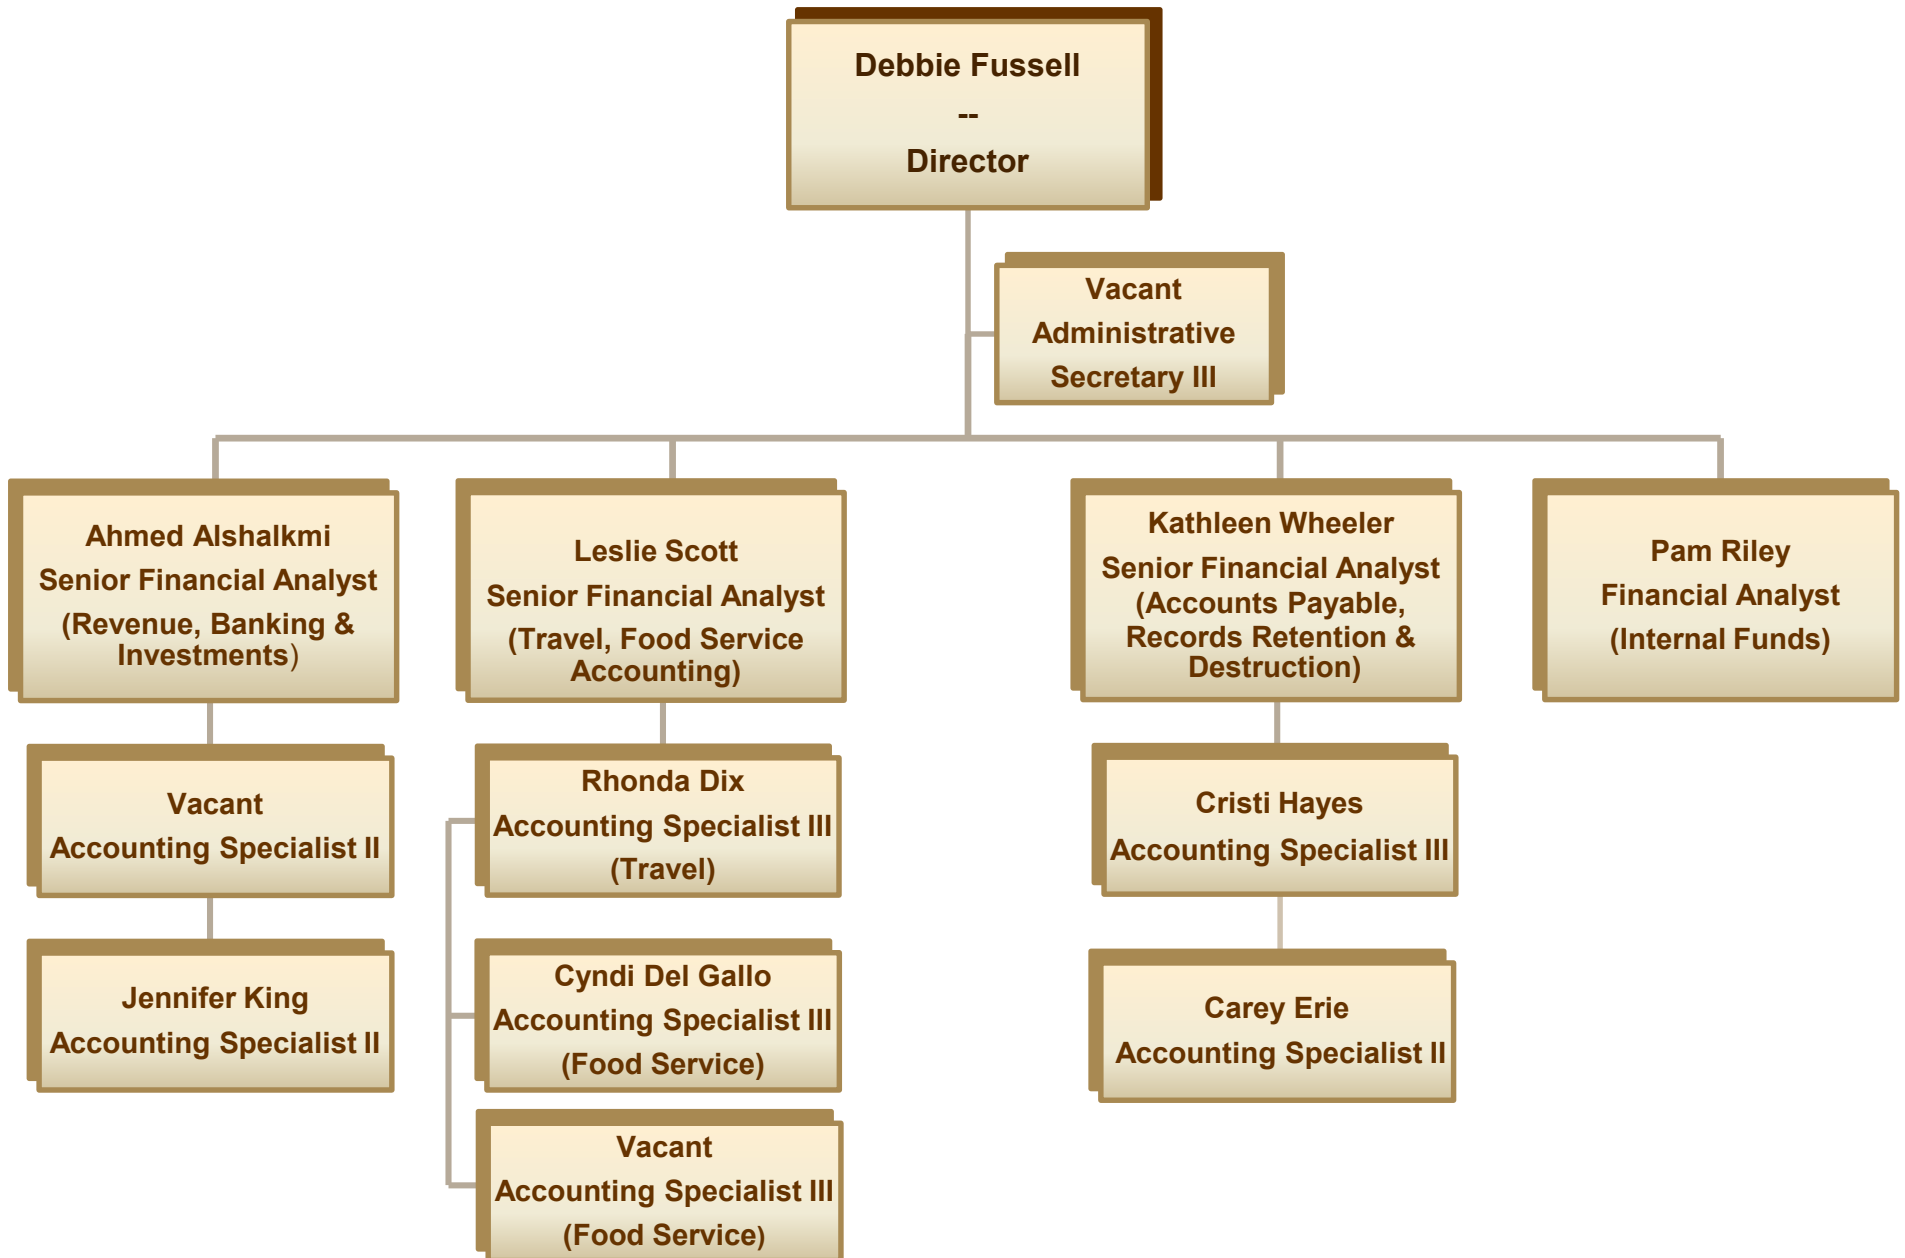 Debbie Fussell
--
Director
Vacant
Administrative
Secretary III
Ahmed Alshalkmi
Senior Financial Analyst
(Revenue, Banking &
Investments)
Leslie Scott
Senior Financial Analyst
(Travel, Food Service
Accounting)
Kathleen Wheeler
Senior Financial Analyst
(Accounts Payable,
Records Retention &
Destruction)
Pam Riley
Financial Analyst
(Internal Funds)
Vacant
Accounting Specialist II
Rhonda Dix
Accounting Specialist III
(Travel)
Cristi Hayes
Accounting Specialist III
Jennifer King
Accounting Specialist II
Cyndi Del Gallo
Accounting Specialist III
(Food Service)
Carey Erie
Accounting Specialist II
Vacant
Accounting Specialist III
(Food Service)